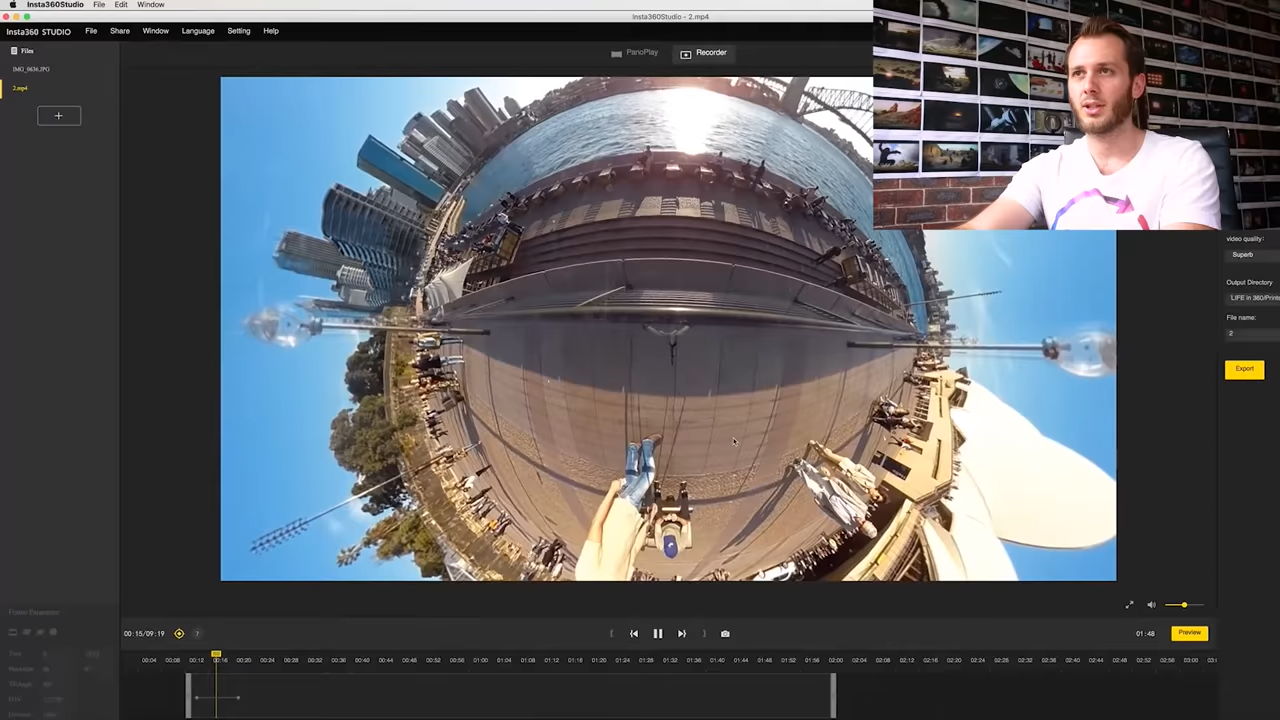 Insta360Studio File Edit Window
Insta360Studio - 2.mp4
Insta360 STUDIO File Share Window Language Setting Help
Files
PanoPlay Recorder
IMG_0636.JPG
2.mp4
+
video quality:
Superb
Output Directory
LIFE in 360/Printe
File name:
2
Export
00:15/09:19 ?
01:48 Preview
00:04 00:08 00:12 00:16 00:20 00:24 00:28 00:32 00:36 00:40 00:44 00:48 00:52 00:56 01:00 01:04 01:08 01:12 01:16 01:20 01:24 01:28 01:32 01:36 01:40 01:44 01:48 01:52 01:56 02:00 02:04 02:08 02:12 02:16 02:20 02:24 02:28 02:32 02:36 02:40 02:44 02:48 02:52 02:56 03:00